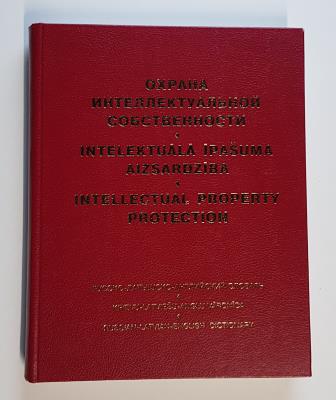 ОХРАНА
ИНТЕЛЛЕКТУАЛЬНОЙ
СОБСТВЕННОСТИ
•
INTELEKTUĀLĀ ĪPAŠUMA
AIZSARDZĪBA
•
INTELLECTUAL PROPERTY
PROTECTION
РУССКО-ЛАТЫШСКО-АНГЛИЙСКИЙ СЛОВАРЬ
•
KRIEVU-LATVIEŠU-ANGĻU VĀRDNĪCA
•
RUSSIAN-LATVIAN-ENGLISH DICTIONARY